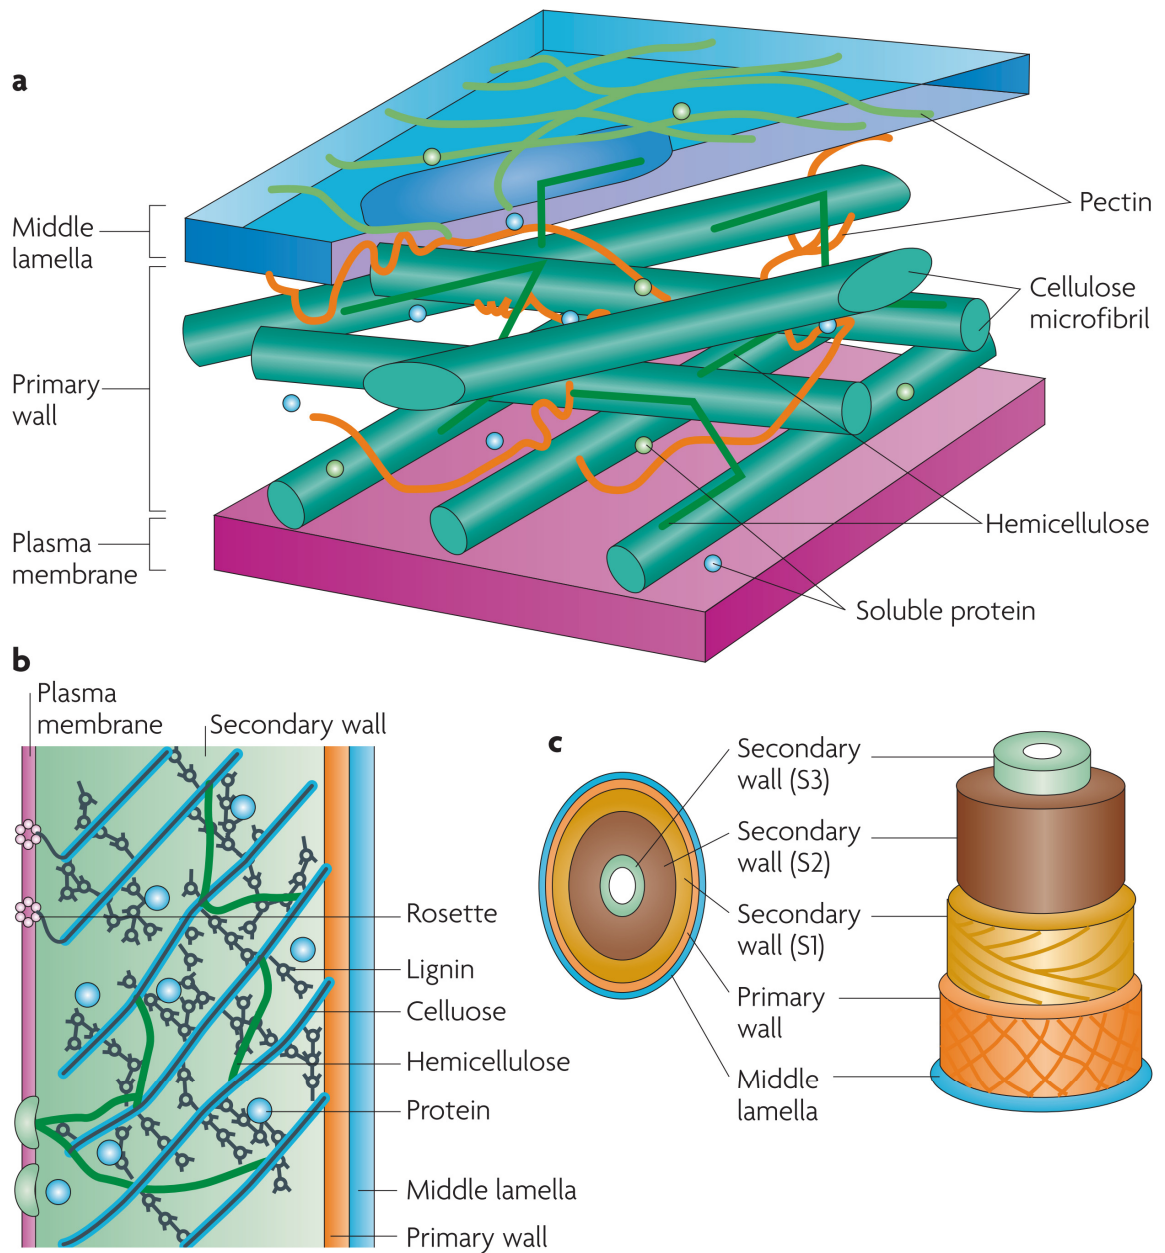 a
Middle
lamella
Primary
wall
Plasma
membrane
Pectin
Cellulose
microfibril
Hemicellulose
Soluble protein
b
Plasma
membrane
Secondary wall
Rosette
Lignin
Celluose
Hemicellulose
Protein
Middle lamella
Primary wall
c
Secondary
wall (S3)
Secondary
wall (S2)
Secondary
wall (S1)
Primary
wall
Middle
lamella